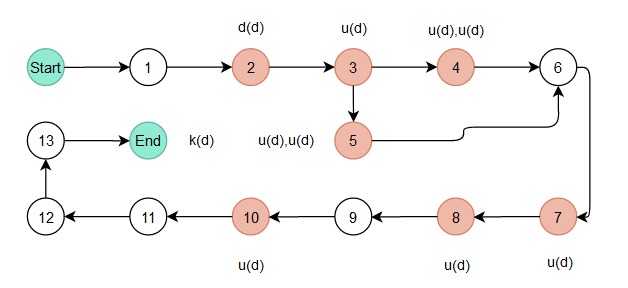 d(d) u(d) u(d),u(d)
Start 1 2 3 4 6
13 End k(d) u(d),u(d) 5
12 11 10 9 8 7
u(d) u(d) u(d)